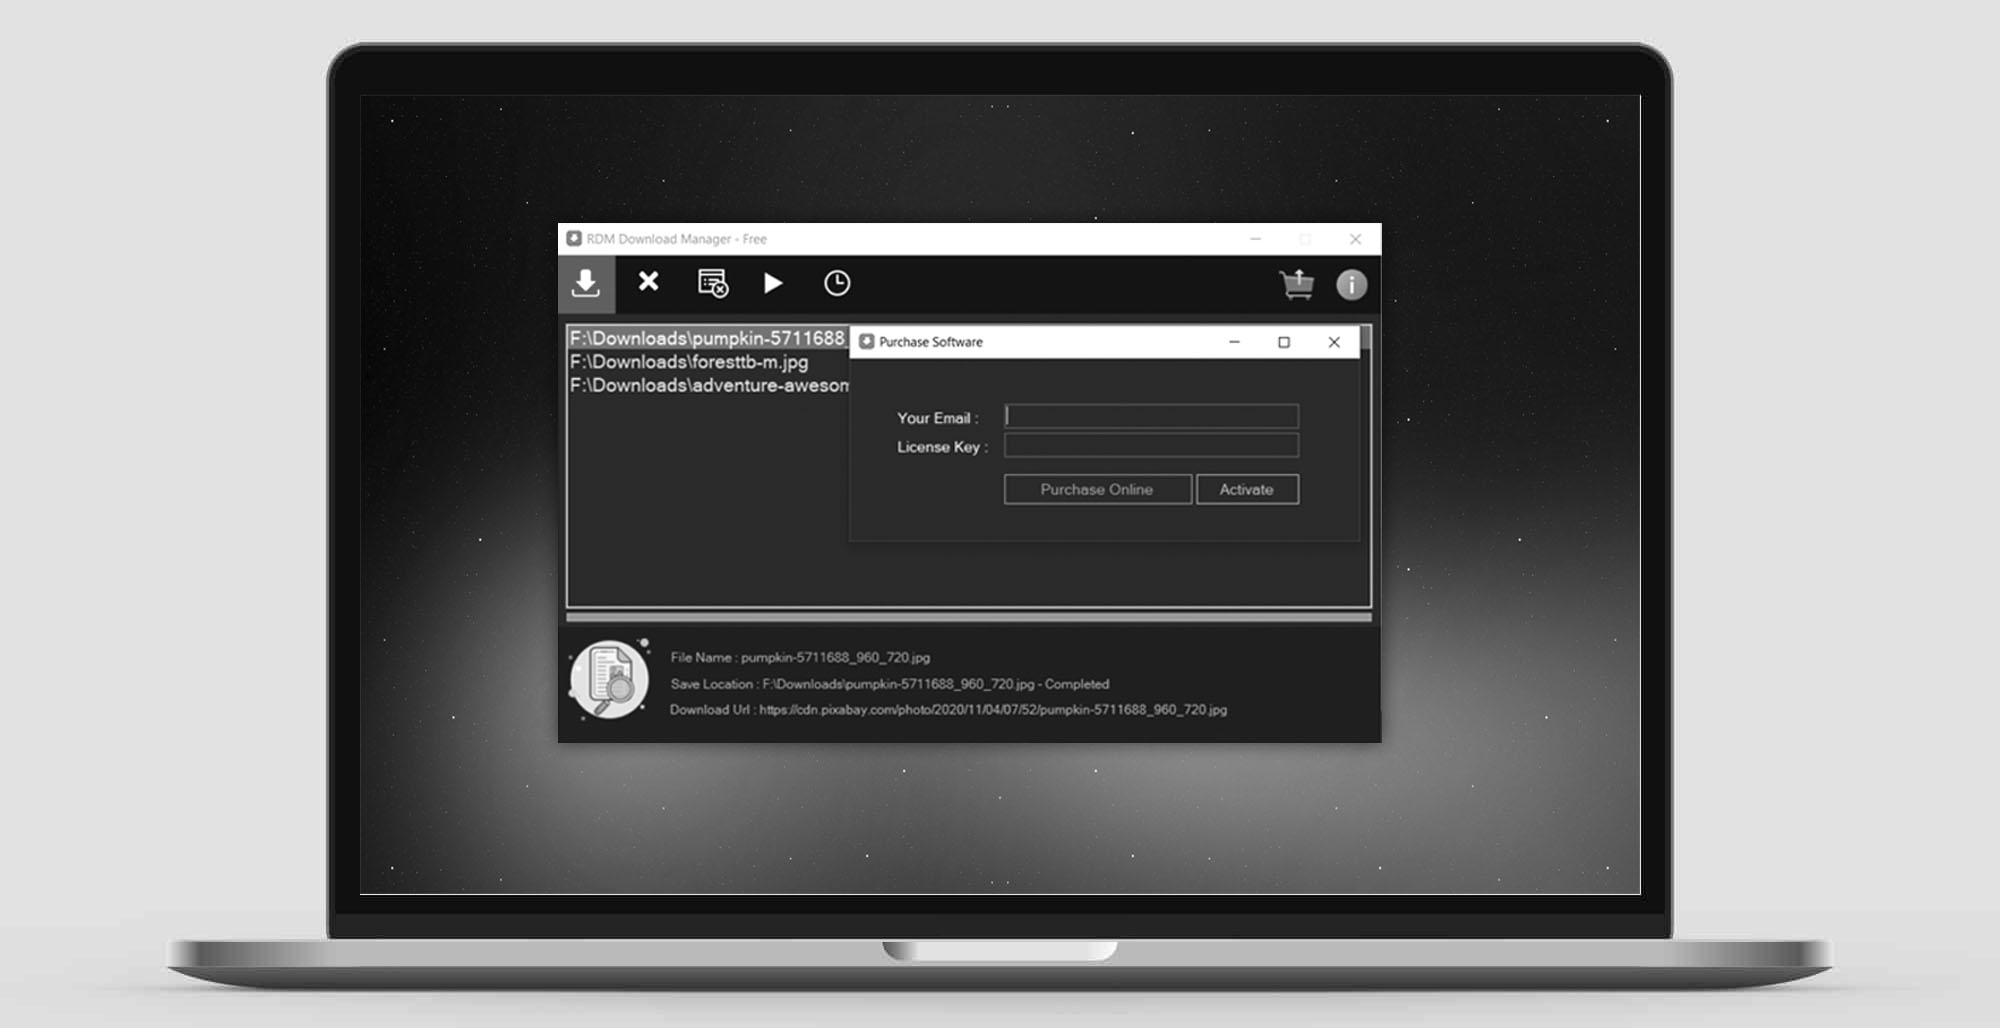 RDM Download Manager - Free
F:\Downloads\pumpkin-5711688_
F:\Downloads\foresttb-m.jpg
F:\Downloads\adventure-awesom
Purchase Software
Your Email :
License Key :
Purchase Online
Activate
File Name : pumpkin-5711688_960_720.jpg
Save Location : F:\Downloads\pumpkin-5711688_960_720.jpg - Completed
Download Url : https://cdn.pixabay.com/photo/2020/11/04/07/52/pumpkin-5711688_960_720.jpg